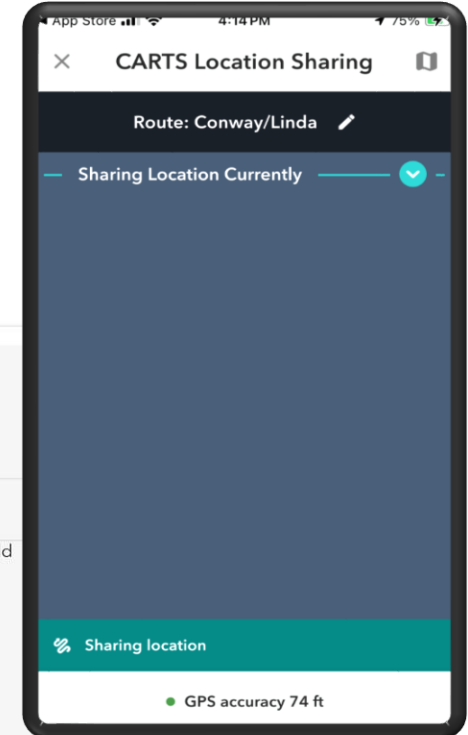 App Store 4:14 PM 75%
CARTS Location Sharing
Route: Conway/Linda
Sharing Location Currently
d
Sharing location
GPS accuracy 74 ft